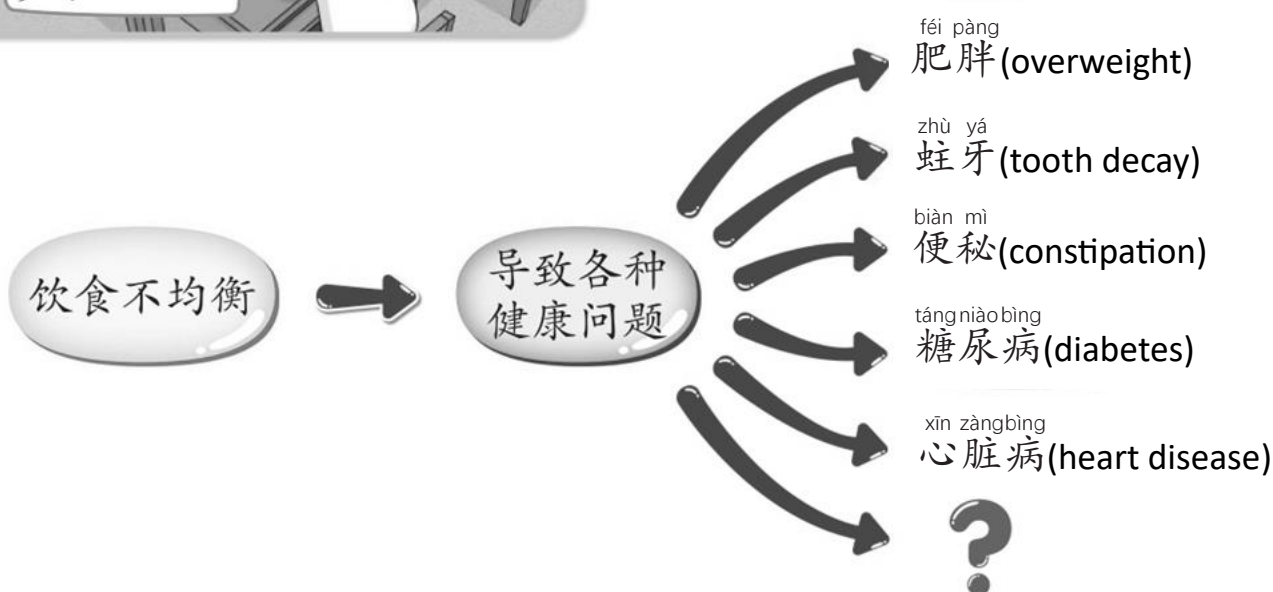 féi pàng
肥胖(overweight)
zhù yá
蛀牙(tooth decay)
biàn mì
便秘(constipation)
饮食不均衡
导致各种
健康问题
táng niào bìng
糖尿病(diabetes)
xīn zàng bìng
心脏病(heart disease)
?